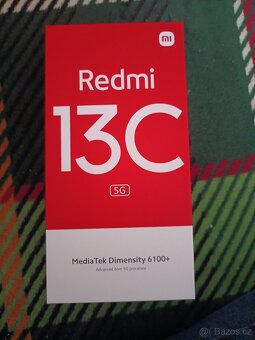 mi
Redmi
13C
5G
MediaTek Dimensity 6100+
Advanced 6nm 5G processor
Bazos.cz